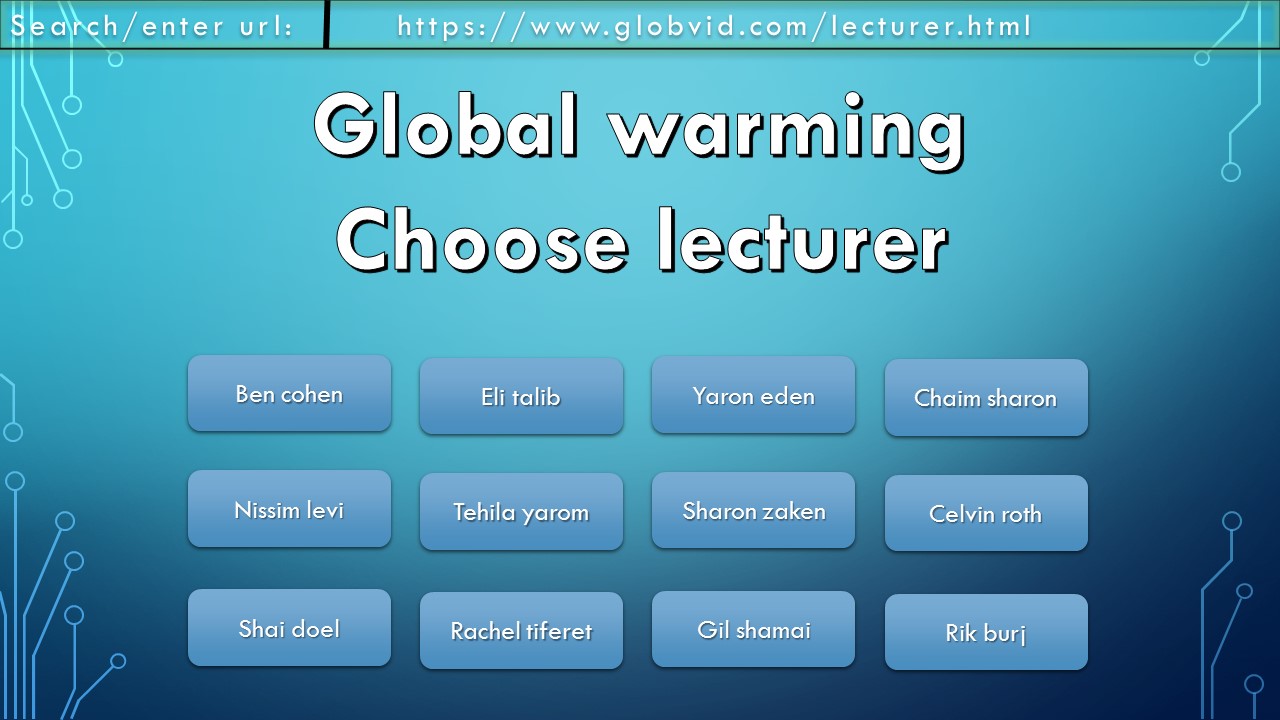 Search/enter url: https://www.globvid.com/lecturer.html
Global warming
Choose lecturer
Ben cohen
Eli talib
Yaron eden
Chaim sharon
Nissim levi
Tehila yarom
Sharon zaken
Celvin roth
Shai doel
Rachel tiferet
Gil shamai
Rik burj